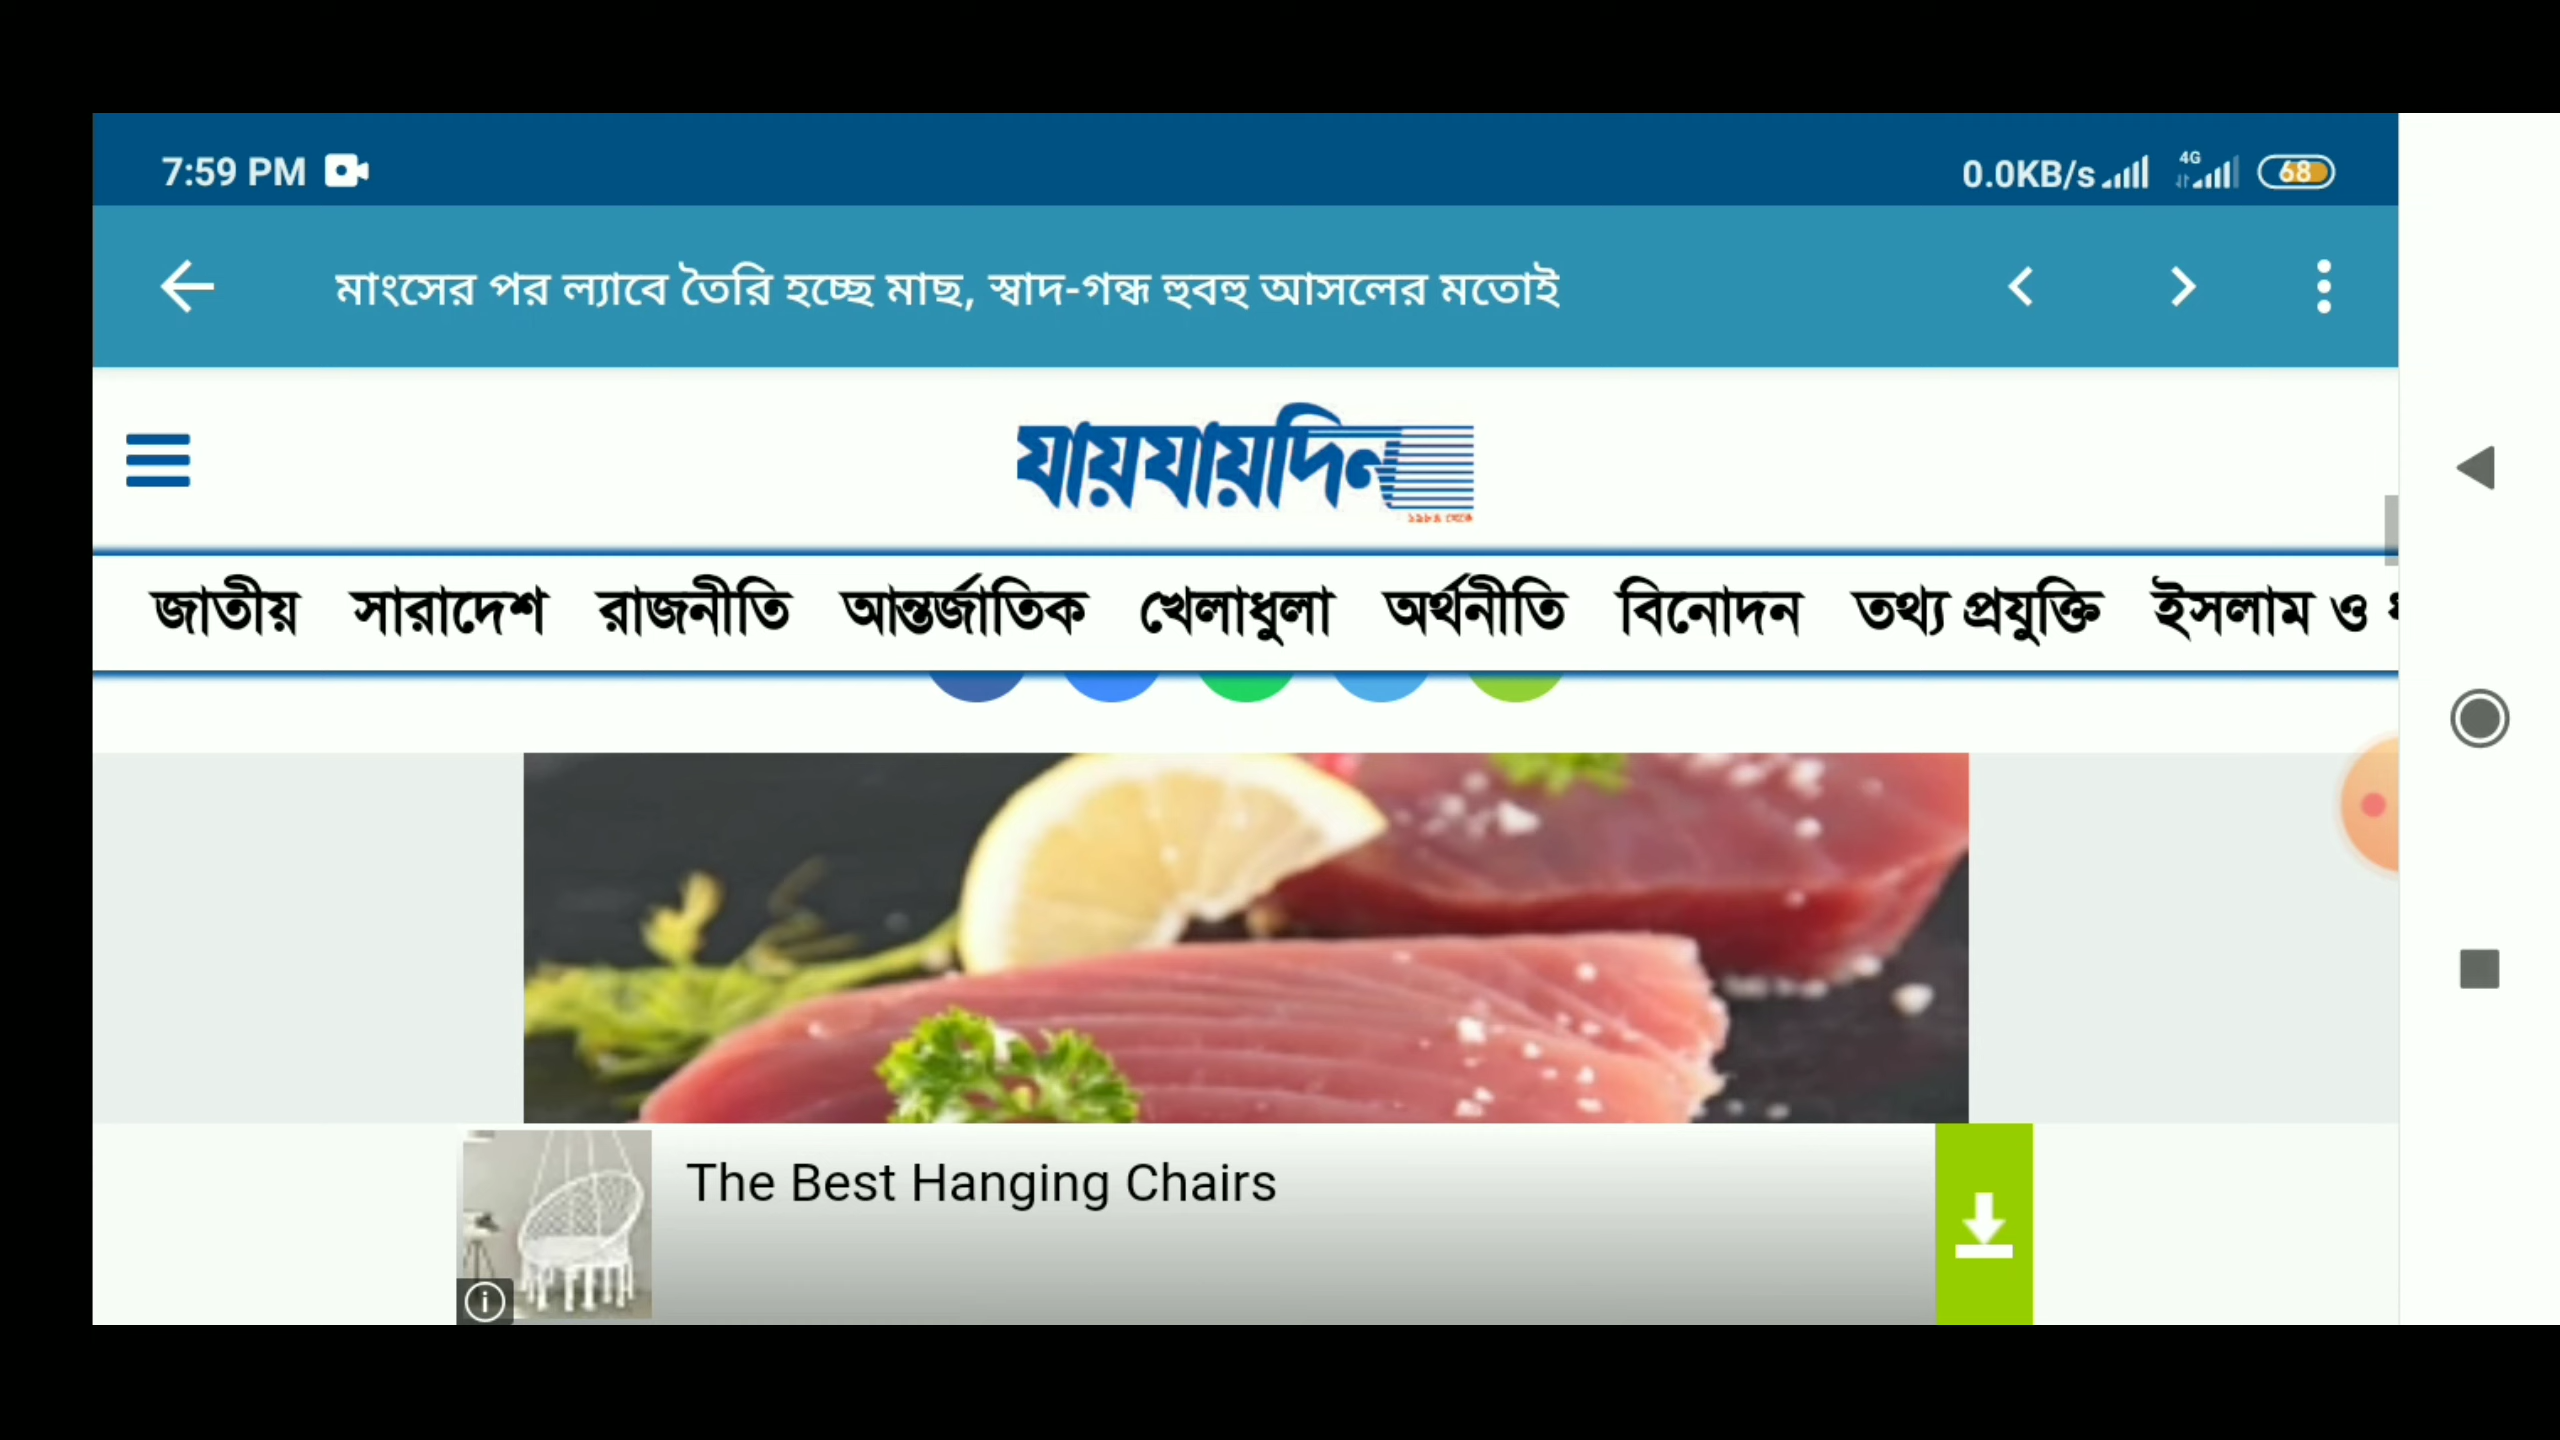 7:59 PM
0.0KB/s 4G 68
মাংসের পর ল্যাবে তৈরি হচ্ছে মাছ, স্বাদ-গন্ধ হুবহু আসলের মতোই
যায়যায়দিন
জাতীয় সারাদেশ রাজনীতি আন্তর্জাতিক খেলাধুলা অর্থনীতি বিনোদন তথ্য প্রযুক্তি ইসলাম ও
The Best Hanging Chairs